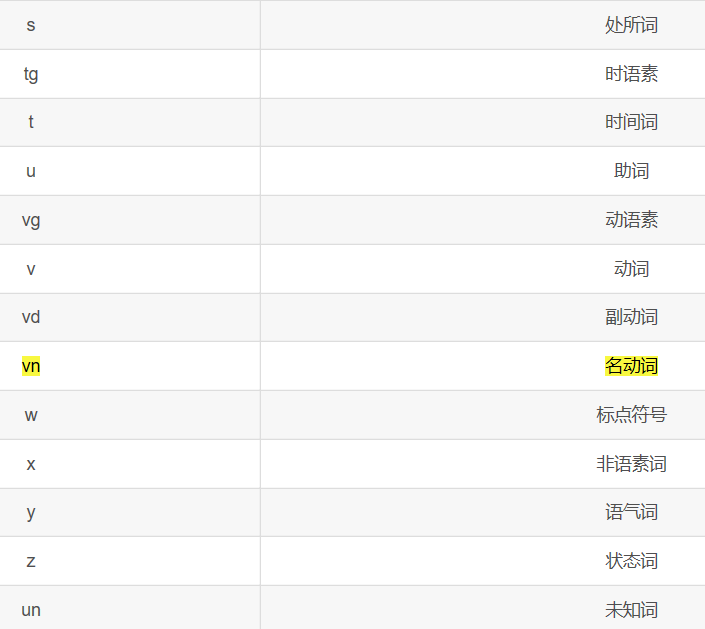 s 处所词
tg 时语素
t 时间词
u 助词
vg 动语素
v 动词
vd 副动词
vn 名动词
w 标点符号
x 非语素词
y 语气词
z 状态词
un 未知词